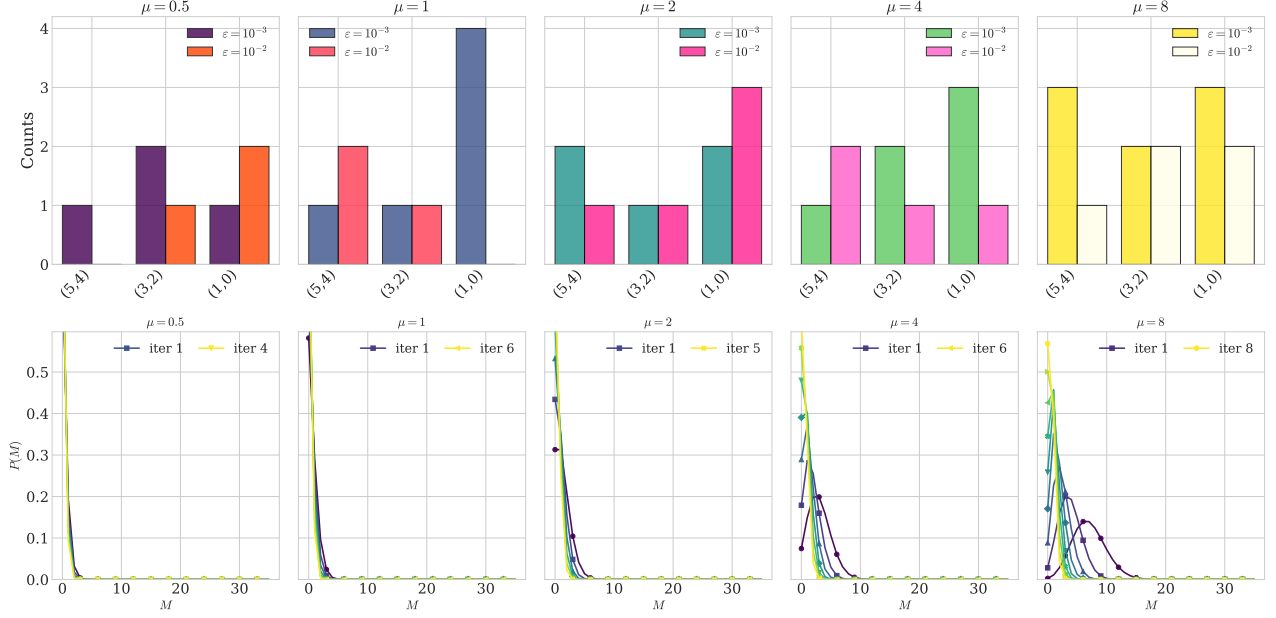 μ = 0.5
μ = 1
μ = 2
μ = 4
μ = 8
Counts
4
3
2
1
0
ε = 10⁻³
ε = 10⁻²
ε = 10⁻³
ε = 10⁻²
ε = 10⁻³
ε = 10⁻²
ε = 10⁻³
ε = 10⁻²
ε = 10⁻³
ε = 10⁻²
(5,4) (3,2) (1,0)
(5,4) (3,2) (1,0)
(5,4) (3,2) (1,0)
(5,4) (3,2) (1,0)
(5,4) (3,2) (1,0)
μ = 0.5
μ = 1
μ = 2
μ = 4
μ = 8
P(M)
0.5
0.4
0.3
0.2
0.1
0.0
iter 1 iter 4
iter 1 iter 6
iter 1 iter 5
iter 1 iter 6
iter 1 iter 8
0 10 20 30
0 10 20 30
0 10 20 30
0 10 20 30
0 10 20 30
M
M
M
M
M